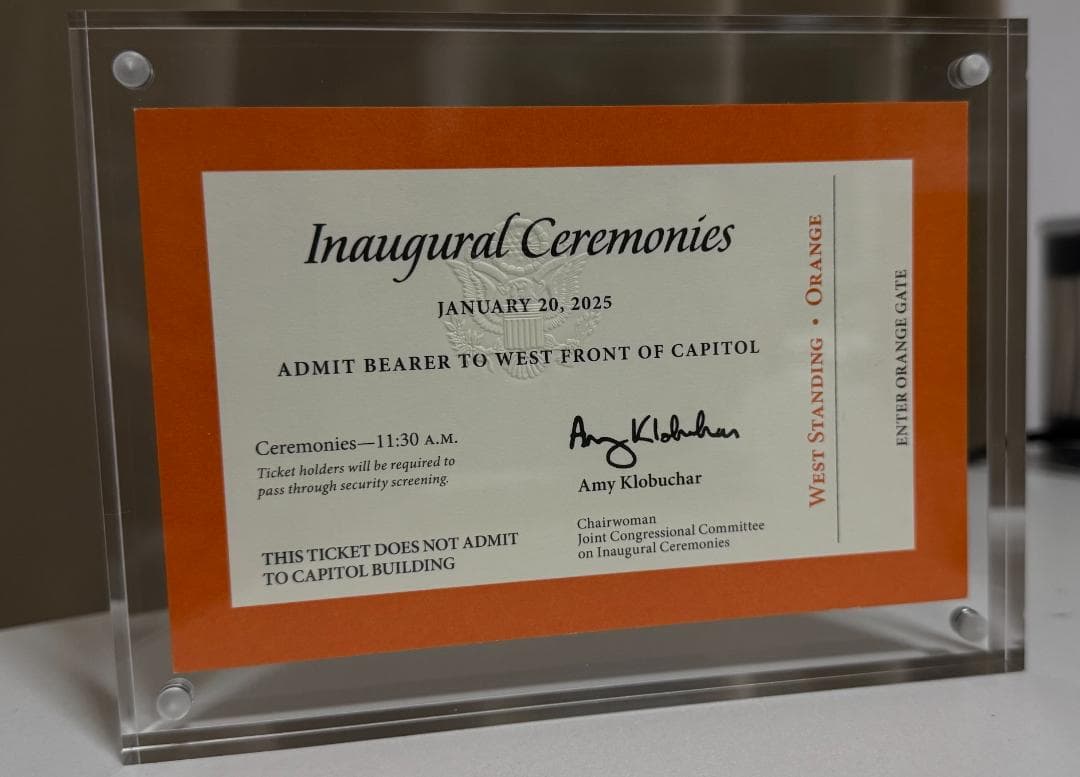 Inaugural Ceremonies
JANUARY 20, 2025
ADMIT BEARER TO WEST FRONT OF CAPITOL
Ceremonies—11:30 A.M.
Ticket holders will be required to
pass through security screening.
THIS TICKET DOES NOT ADMIT
TO CAPITOL BUILDING
Amy Klobuchar
Amy Klobuchar
Chairwoman
Joint Congressional Committee
on Inaugural Ceremonies
WEST STANDING • ORANGE
ENTER ORANGE GATE